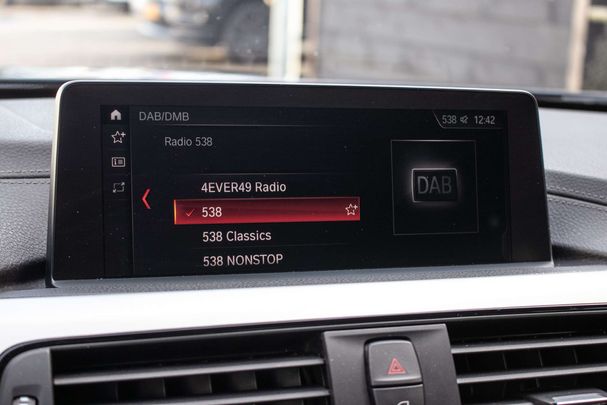 DAB/DMB
538 12:42
Radio 538
4EVER49 Radio
538
538 Classics
538 NONSTOP
DAB